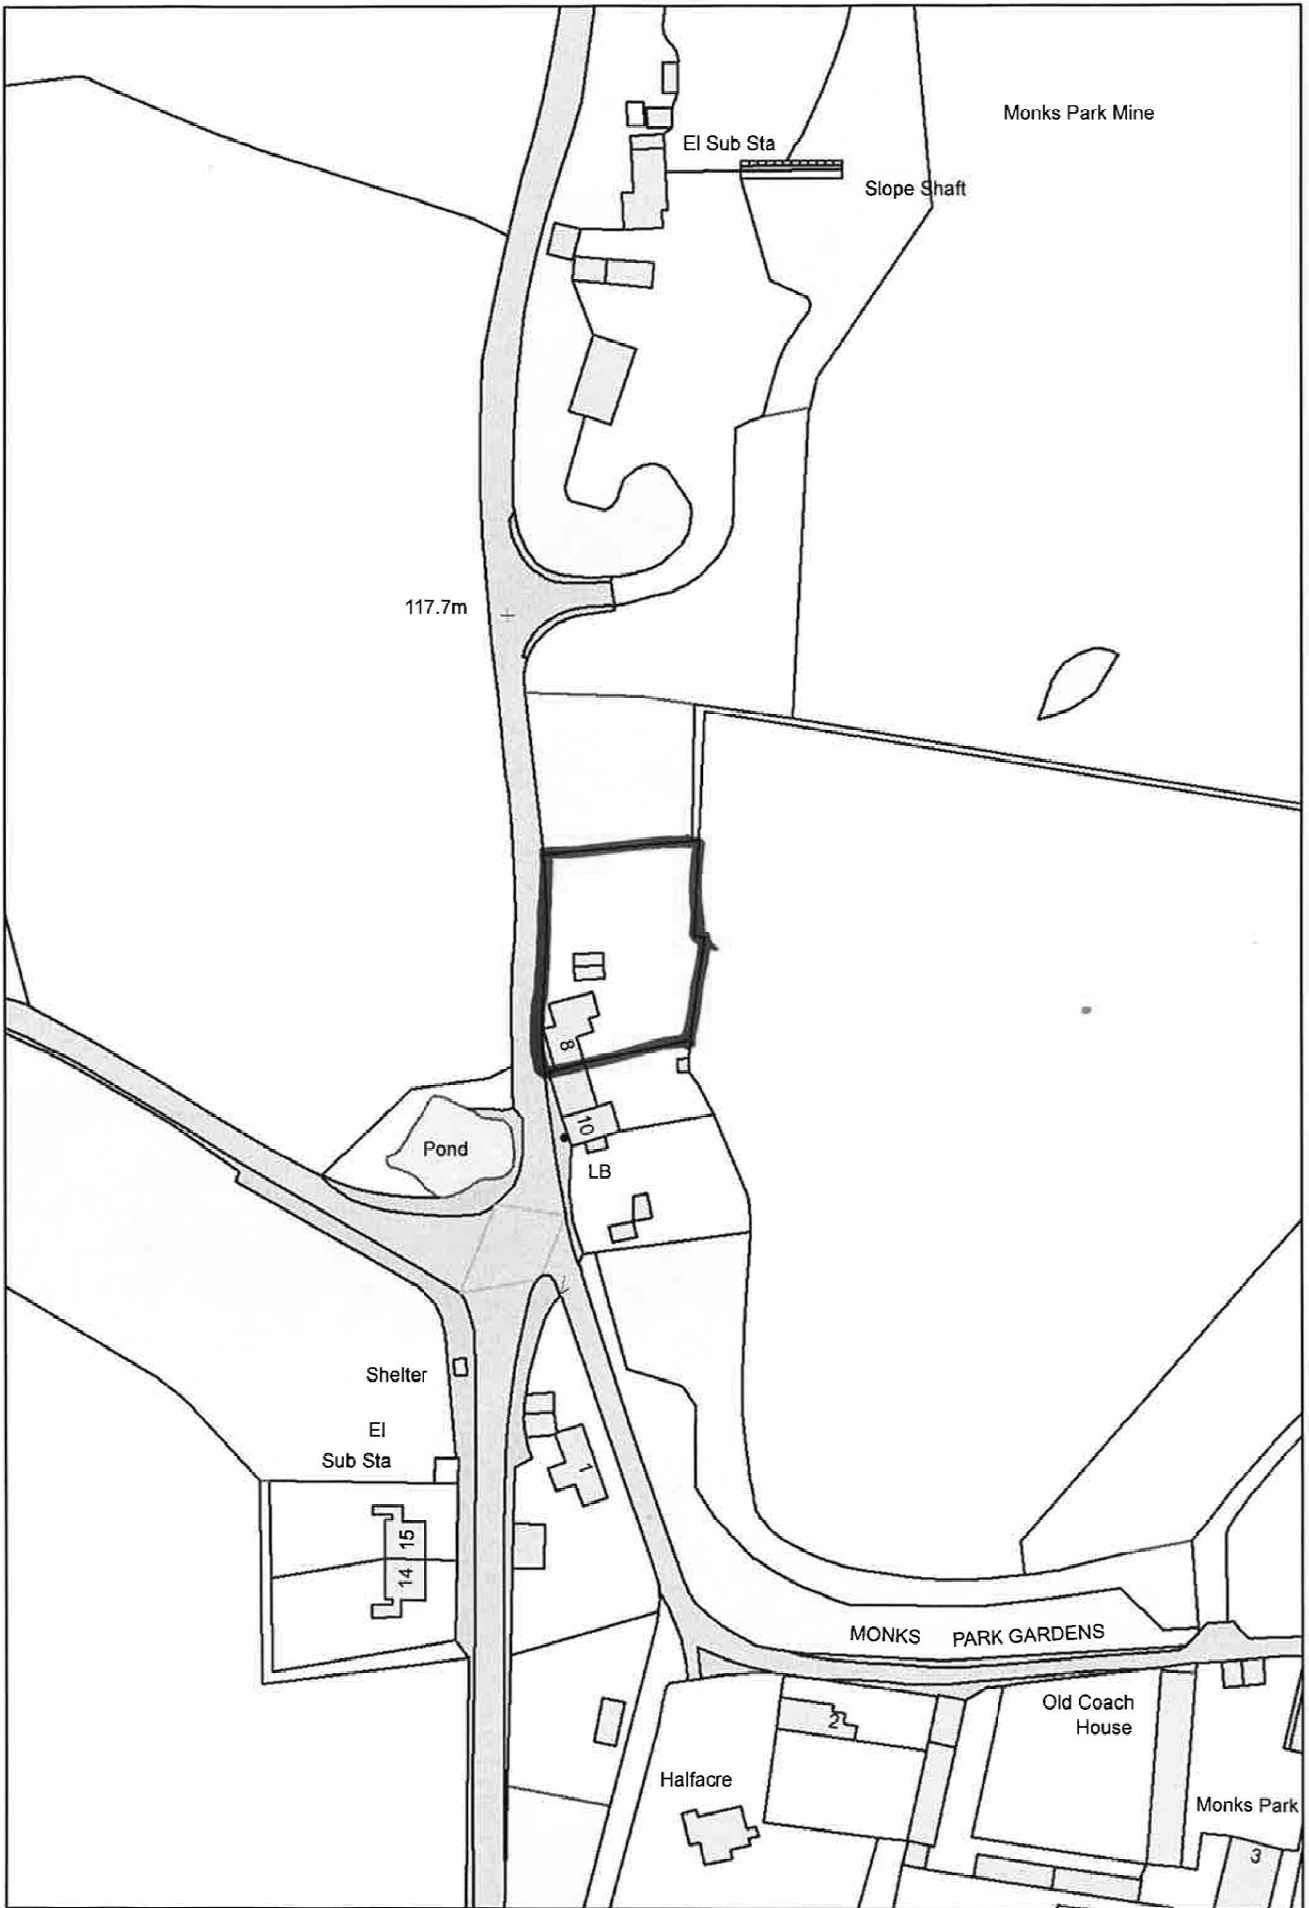 Monks Park Mine
El Sub Sta
Slope Shaft
117.7m
8
10
Pond
LB
Shelter
El
Sub Sta
1
15
14
MONKS PARK GARDENS
Old Coach
House
2
Halfacre
Monks Park
3